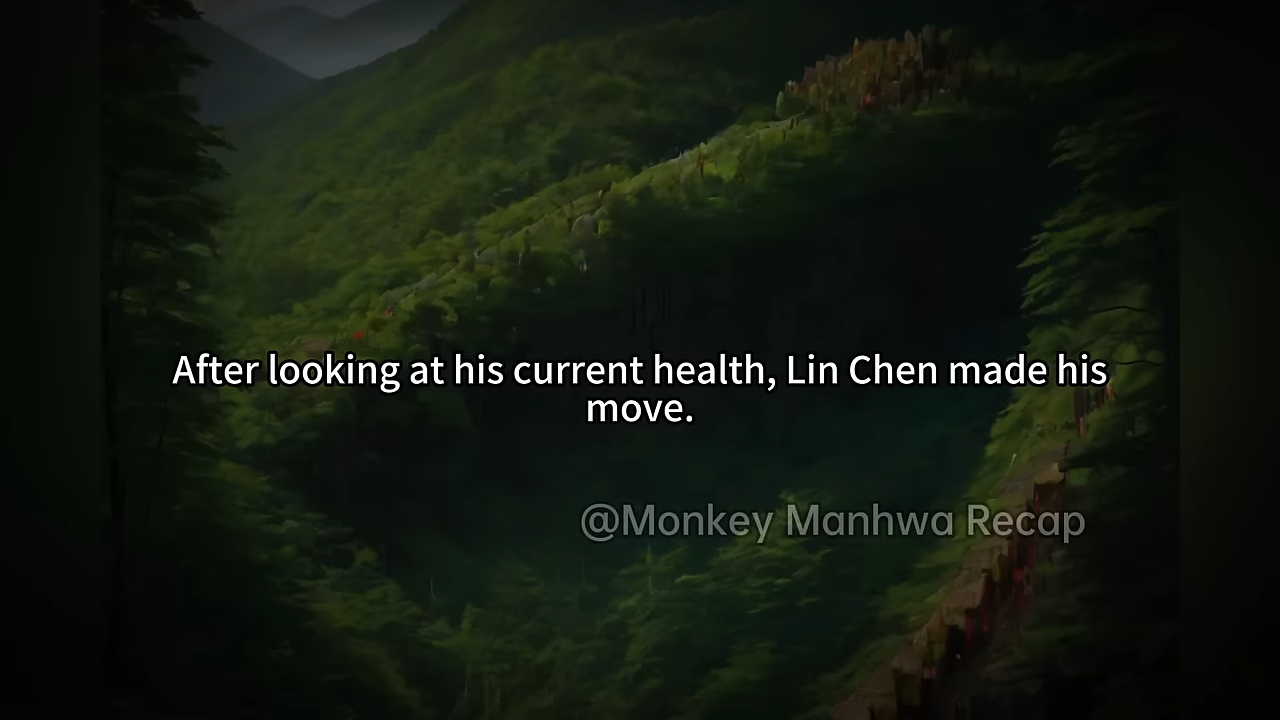 After looking at his current health, Lin Chen made his
move.
@Monkey Manhwa Recap